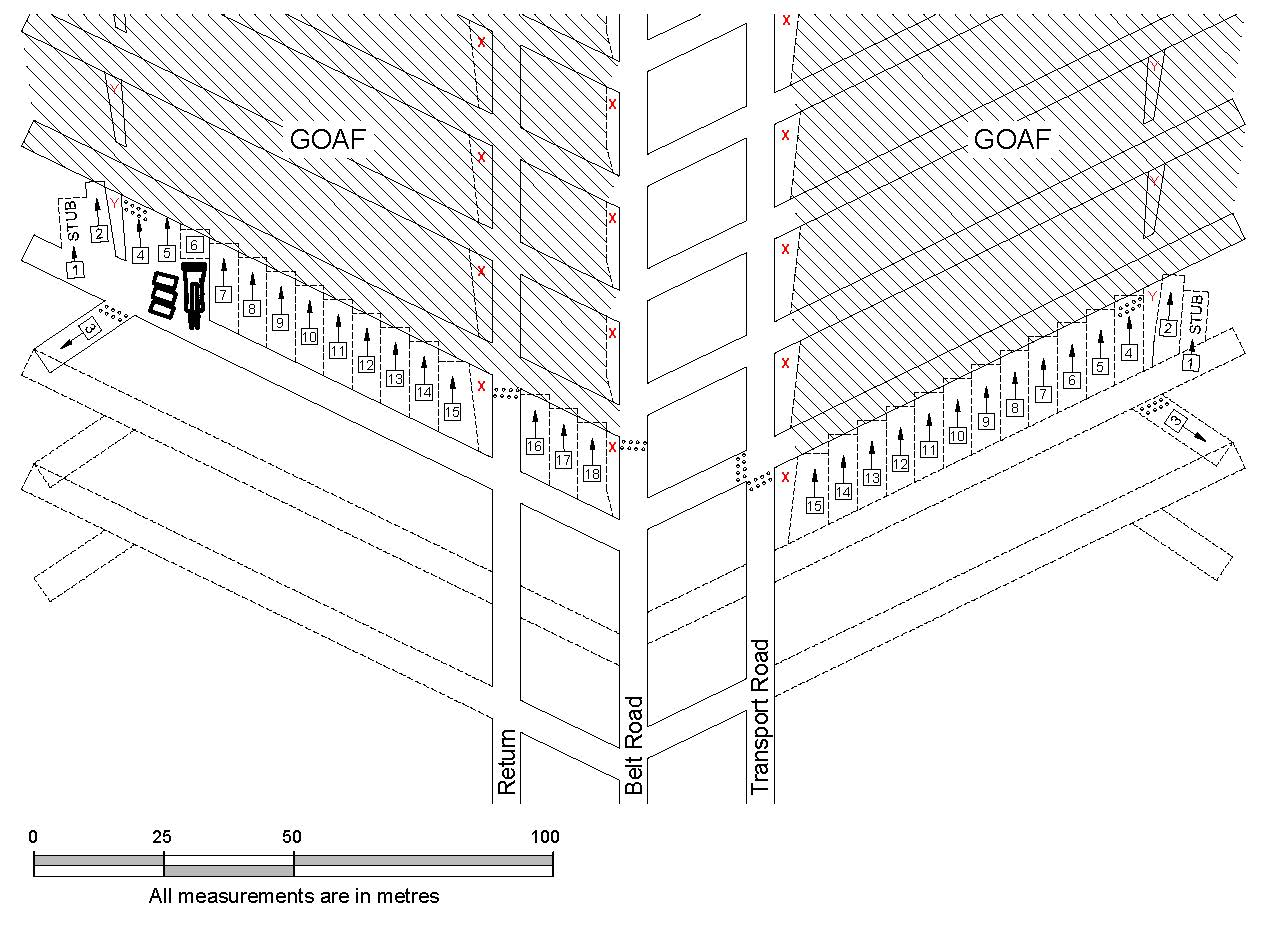 X
X
Y
Y
X
X
X
GOAF
GOAF
X
Y
Y
STUB
2
4
5
6
1
X
X
X
7
8
9
10
11
12
13
14
15
3
X
X
X
16
17
18
X
Y
2
STUB
1
4
5
6
7
8
9
10
11
12
13
14
15
3
X
Return
Belt Road
Transport Road
0 25 50 100
All measurements are in metres